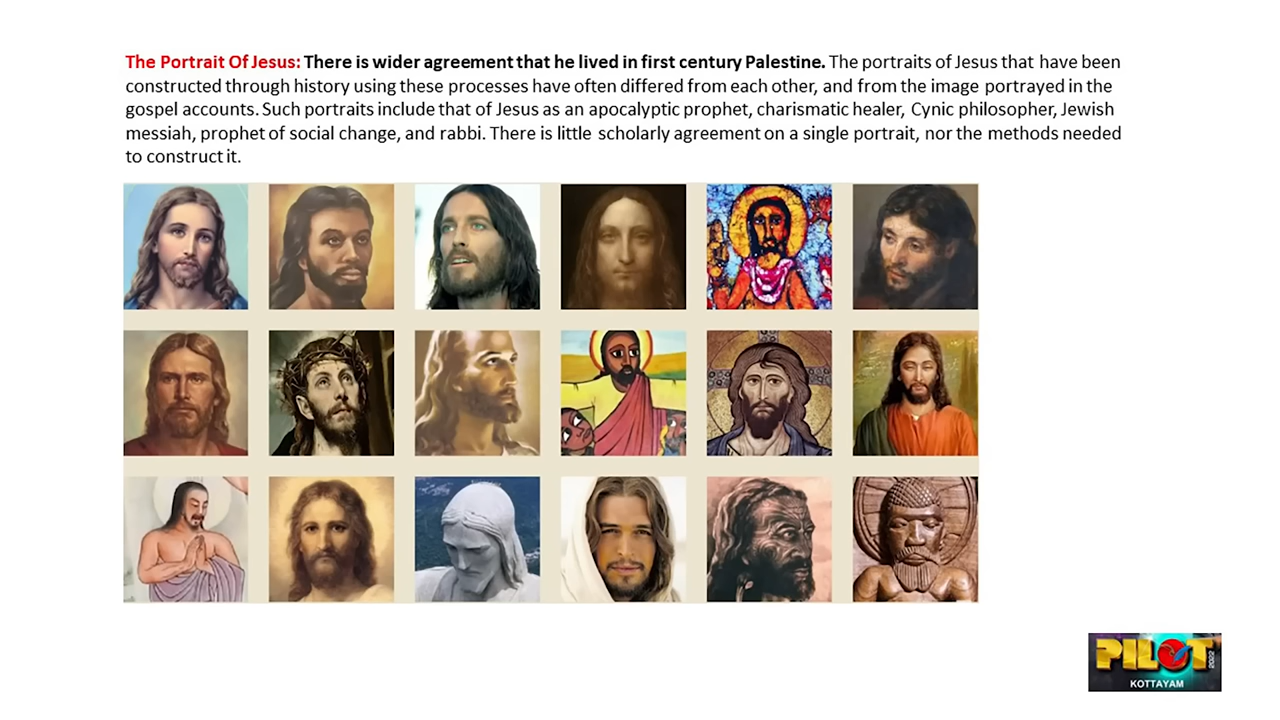 The Portrait Of Jesus: There is wider agreement that he lived in first century Palestine. The portraits of Jesus that have been
constructed through history using these processes have often differed from each other, and from the image portrayed in the
gospel accounts. Such portraits include that of Jesus as an apocalyptic prophet, charismatic healer, Cynic philosopher, Jewish
messiah, prophet of social change, and rabbi. There is little scholarly agreement on a single portrait, nor the methods needed
to construct it.
PILOT 2022
KOTTAYAM